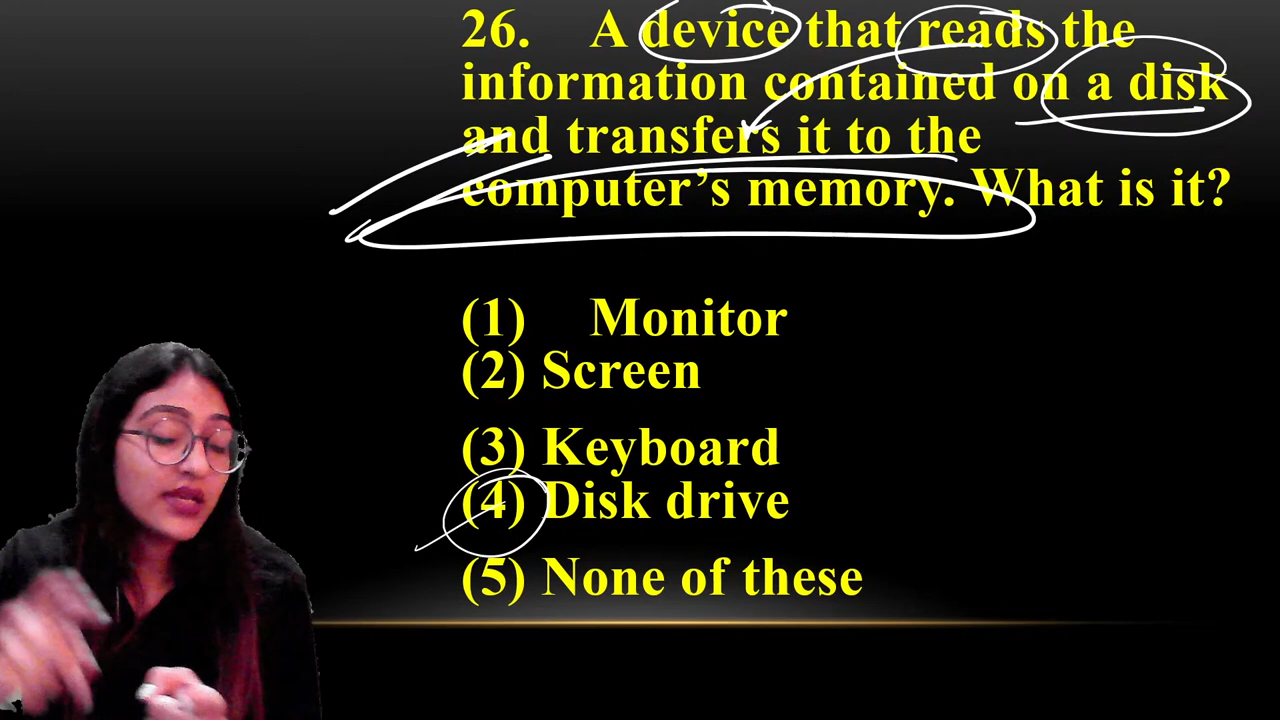 26. A device that reads the
information contained on a disk
and transfers it to the
computer’s memory. What is it?
(1) Monitor
(2) Screen
(3) Keyboard
(4) Disk drive
(5) None of these